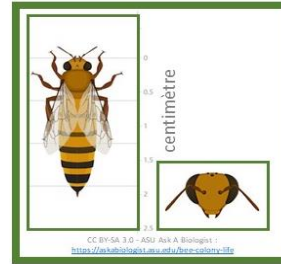 0
0.5
centimètre
1
1.5
2
2.5
CC BY-SA 3.0 - ASU Ask A Biologist :
https://askabiologist.asu.edu/bee-colony-life